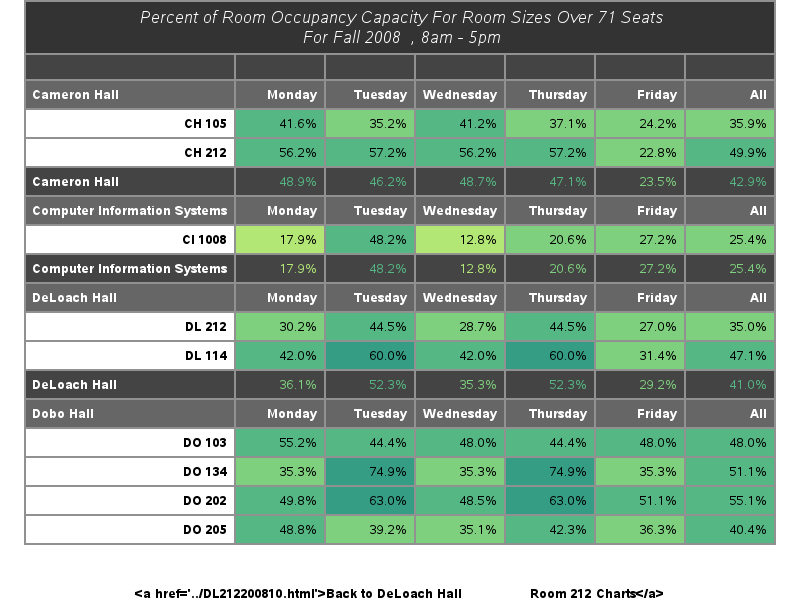 Percent of Room Occupancy Capacity For Room Sizes Over 71 Seats
For Fall 2008 , 8am - 5pm
Cameron Hall Monday Tuesday Wednesday Thursday Friday All
CH 105 41.6% 35.2% 41.2% 37.1% 24.2% 35.9%
CH 212 56.2% 57.2% 56.2% 57.2% 22.8% 49.9%
Cameron Hall 48.9% 46.2% 48.7% 47.1% 23.5% 42.9%
Computer Information Systems Monday Tuesday Wednesday Thursday Friday All
CI 1008 17.9% 48.2% 12.8% 20.6% 27.2% 25.4%
Computer Information Systems 17.9% 48.2% 12.8% 20.6% 27.2% 25.4%
DeLoach Hall Monday Tuesday Wednesday Thursday Friday All
DL 212 30.2% 44.5% 28.7% 44.5% 27.0% 35.0%
DL 114 42.0% 60.0% 42.0% 60.0% 31.4% 47.1%
DeLoach Hall 36.1% 52.3% 35.3% 52.3% 29.2% 41.0%
Dobo Hall Monday Tuesday Wednesday Thursday Friday All
DO 103 55.2% 44.4% 48.0% 44.4% 48.0% 48.0%
DO 134 35.3% 74.9% 35.3% 74.9% 35.3% 51.1%
DO 202 49.8% 63.0% 48.5% 63.0% 51.1% 55.1%
DO 205 48.8% 39.2% 35.1% 42.3% 36.3% 40.4%
<a href='../DL212200810.html'>Back to DeLoach Hall Room 212 Charts</a>